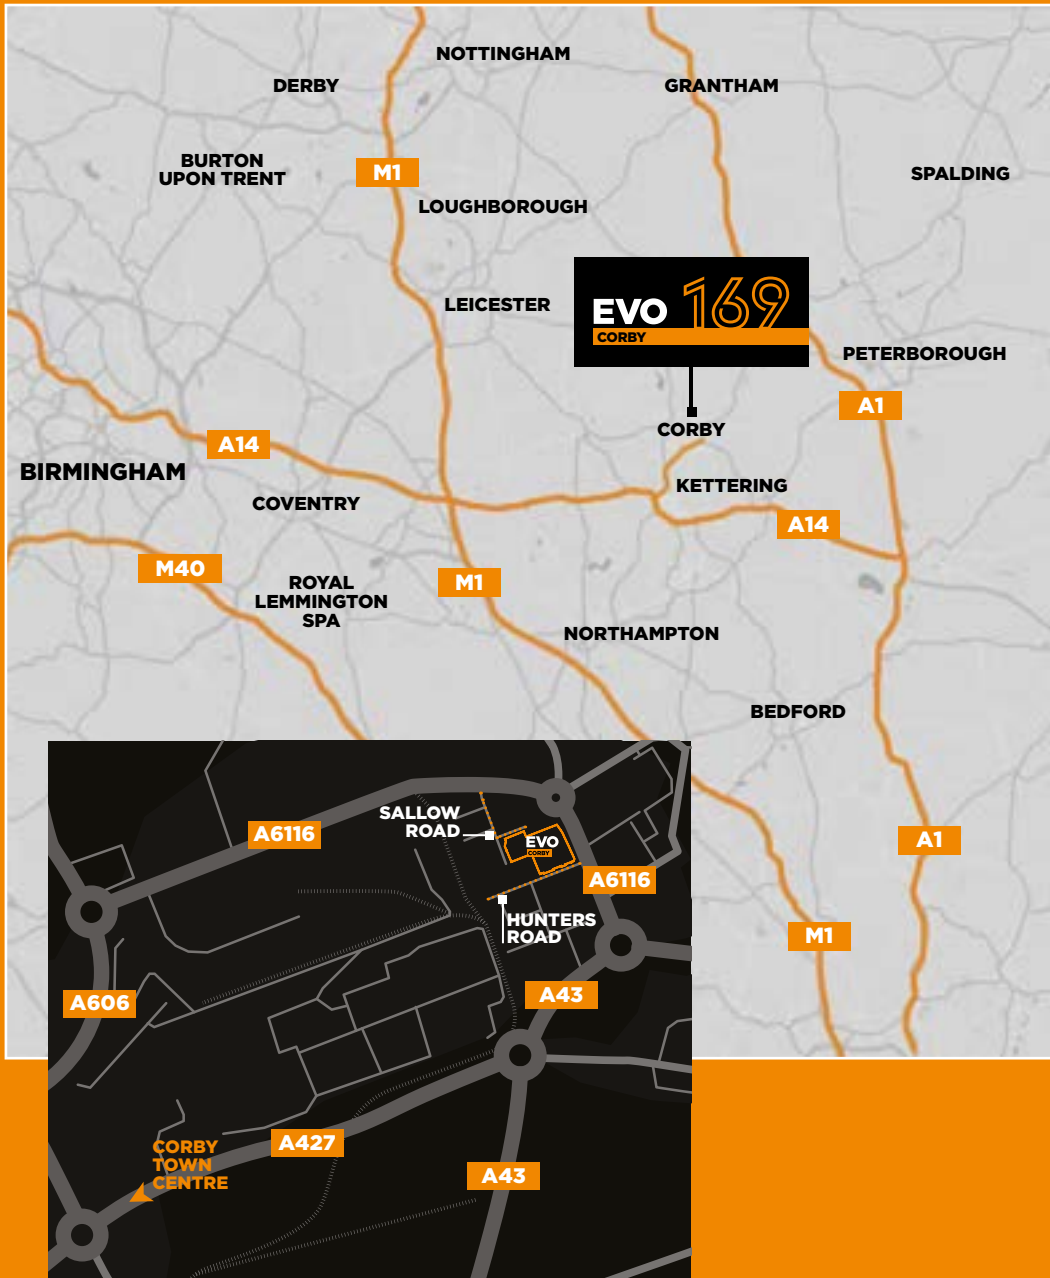 NOTTINGHAM
DERBY
GRANTHAM
BURTON
UPON TRENT
M1
SPALDING
LOUGHBOROUGH
LEICESTER
EVO 169
CORBY
PETERBOROUGH
A1
CORBY
A14
BIRMINGHAM
KETTERING
COVENTRY
A14
M40
ROYAL
LEMMINGTON
SPA
M1
NORTHAMPTON
BEDFORD
SALLOW
ROAD
A6116
EVO
CORBY
A6116
A1
HUNTERS
ROAD
M1
A606
A43
CORBY
TOWN
CENTRE
A427
A43